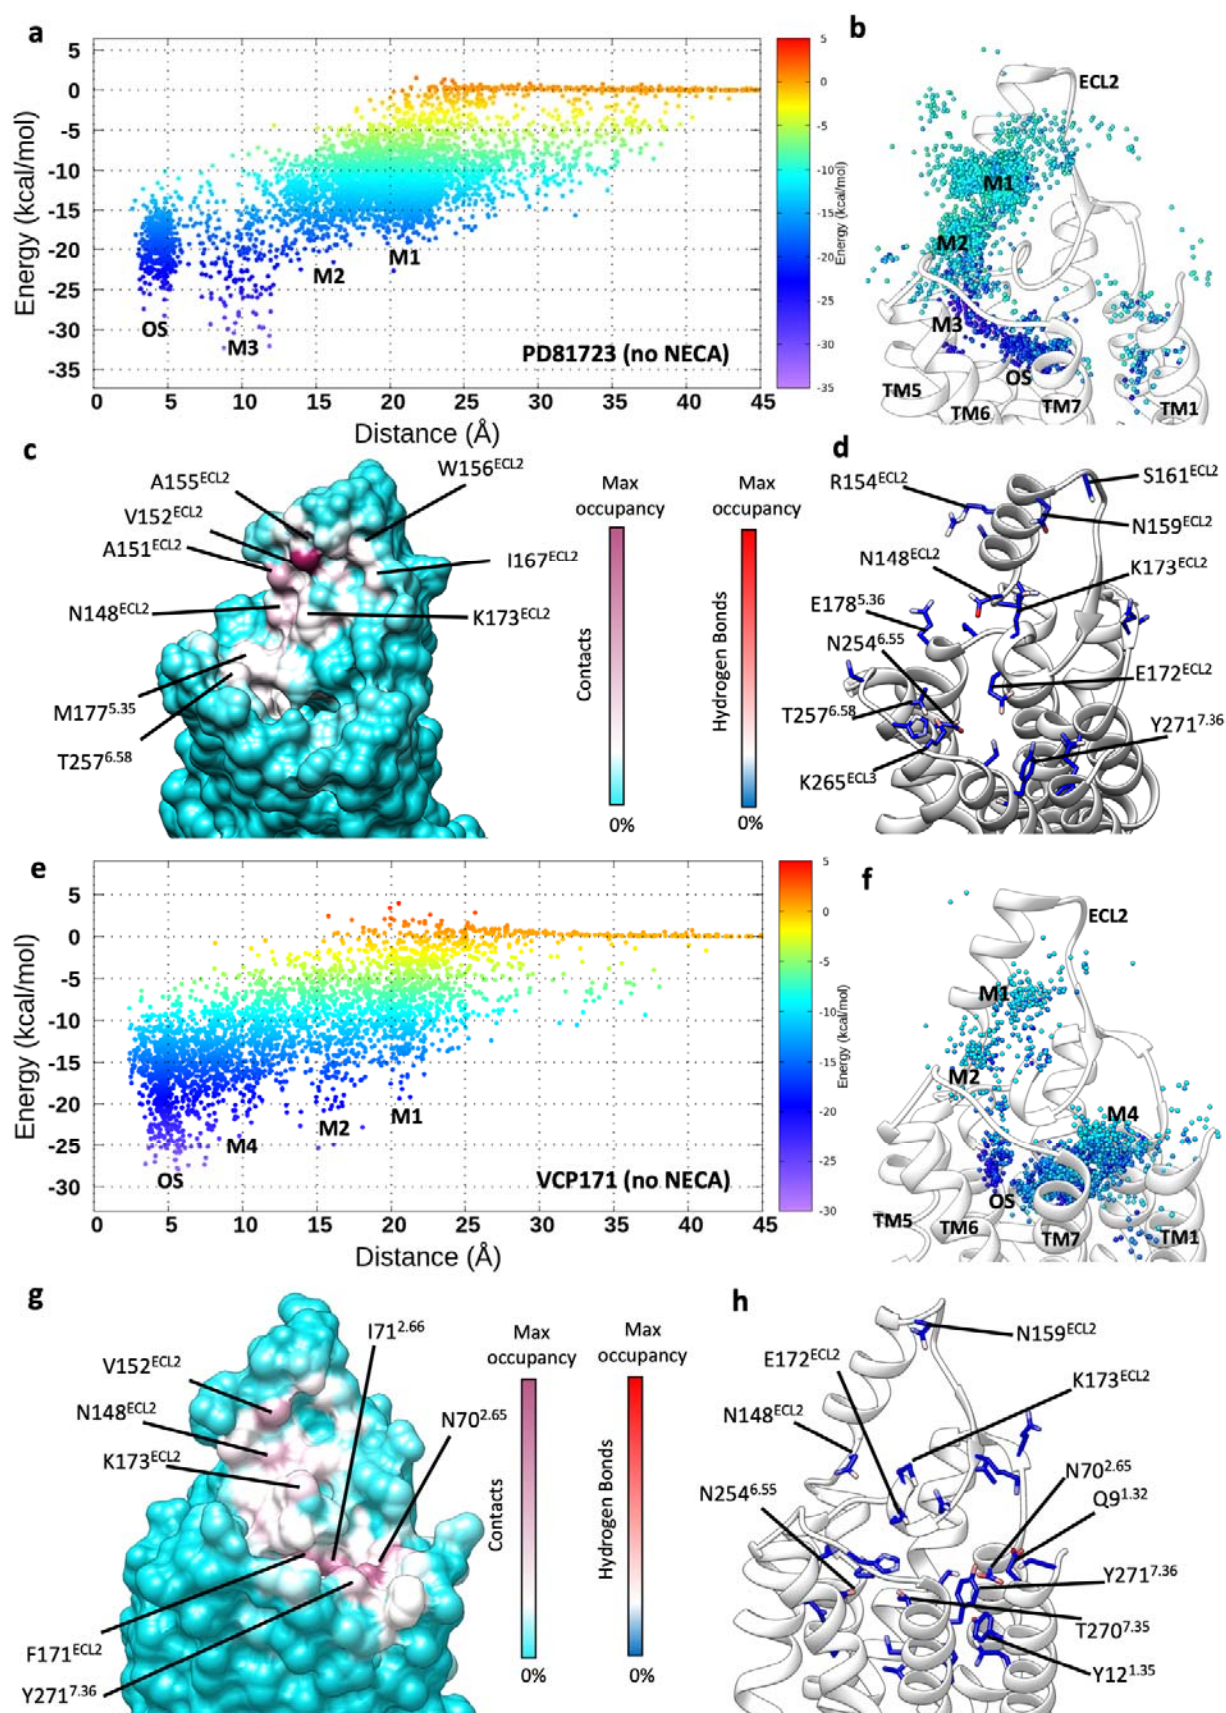 a
5
0
-5
-10
-15
-20
-25
-30
-35
Energy (kcal/mol)
OS
M3
M2
M1
PD81723 (no NECA)
0 5 10 15 20 25 30 35 40 45
Distance (Å)
5
0
-5
-10
-15
-20
-25
-30
-35
Energy (kcal/mol)
b
ECL2
M1
M2
M3
OS
TM5
TM6
TM7
TM1
c
A155ECL2
W156ECL2
V152ECL2
A151ECL2
I167ECL2
N148ECL2
K173ECL2
M1775.35
T2576.58
Max
occupancy
Contacts
0%
Max
occupancy
Hydrogen Bonds
0%
d
R154ECL2
S161ECL2
N159ECL2
N148ECL2
K173ECL2
E1785.36
N2546.55
E172ECL2
T2576.58
Y2717.36
K265ECL3
e
5
0
-5
-10
-15
-20
-25
-30
Energy (kcal/mol)
OS
M4
M2
M1
VCP171 (no NECA)
0 5 10 15 20 25 30 35 40 45
Distance (Å)
5
0
-5
-10
-15
-20
-25
-30
Energy (kcal/mol)
f
ECL2
M1
M2
M4
OS
TM5
TM6
TM7
TM1
g
I712.66
V152ECL2
N148ECL2
N702.65
K173ECL2
F171ECL2
Y2717.36
Max
occupancy
Contacts
0%
Max
occupancy
Hydrogen Bonds
0%
h
N159ECL2
E172ECL2
K173ECL2
N148ECL2
N702.65
N2546.55
Q91.32
Y2717.36
T2707.35
Y121.35